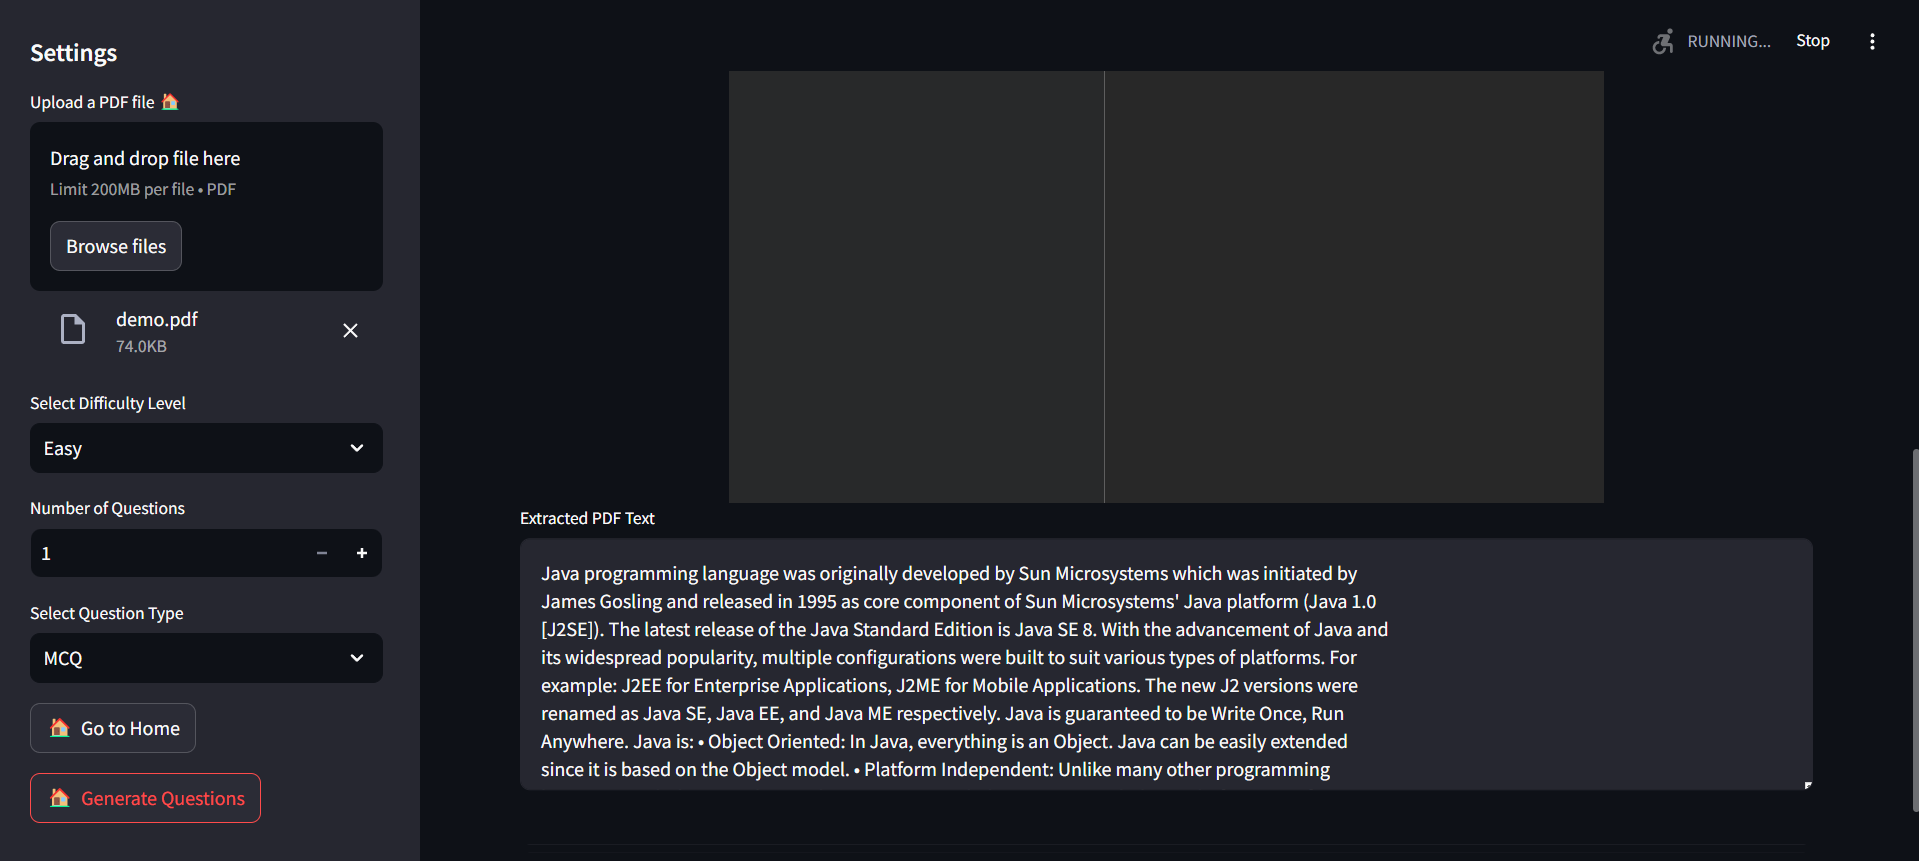 Settings
Upload a PDF file 🏠
Drag and drop file here
Limit 200MB per file • PDF
Browse files
demo.pdf
74.0KB
Select Difficulty Level
Easy
Number of Questions
1
Select Question Type
MCQ
🏠 Go to Home
🏠 Generate Questions
RUNNING...
Stop
Extracted PDF Text
Java programming language was originally developed by Sun Microsystems which was initiated by
James Gosling and released in 1995 as core component of Sun Microsystems' Java platform (Java 1.0
[J2SE]). The latest release of the Java Standard Edition is Java SE 8. With the advancement of Java and
its widespread popularity, multiple configurations were built to suit various types of platforms. For
example: J2EE for Enterprise Applications, J2ME for Mobile Applications. The new J2 versions were
renamed as Java SE, Java EE, and Java ME respectively. Java is guaranteed to be Write Once, Run
Anywhere. Java is: • Object Oriented: In Java, everything is an Object. Java can be easily extended
since it is based on the Object model. • Platform Independent: Unlike many other programming